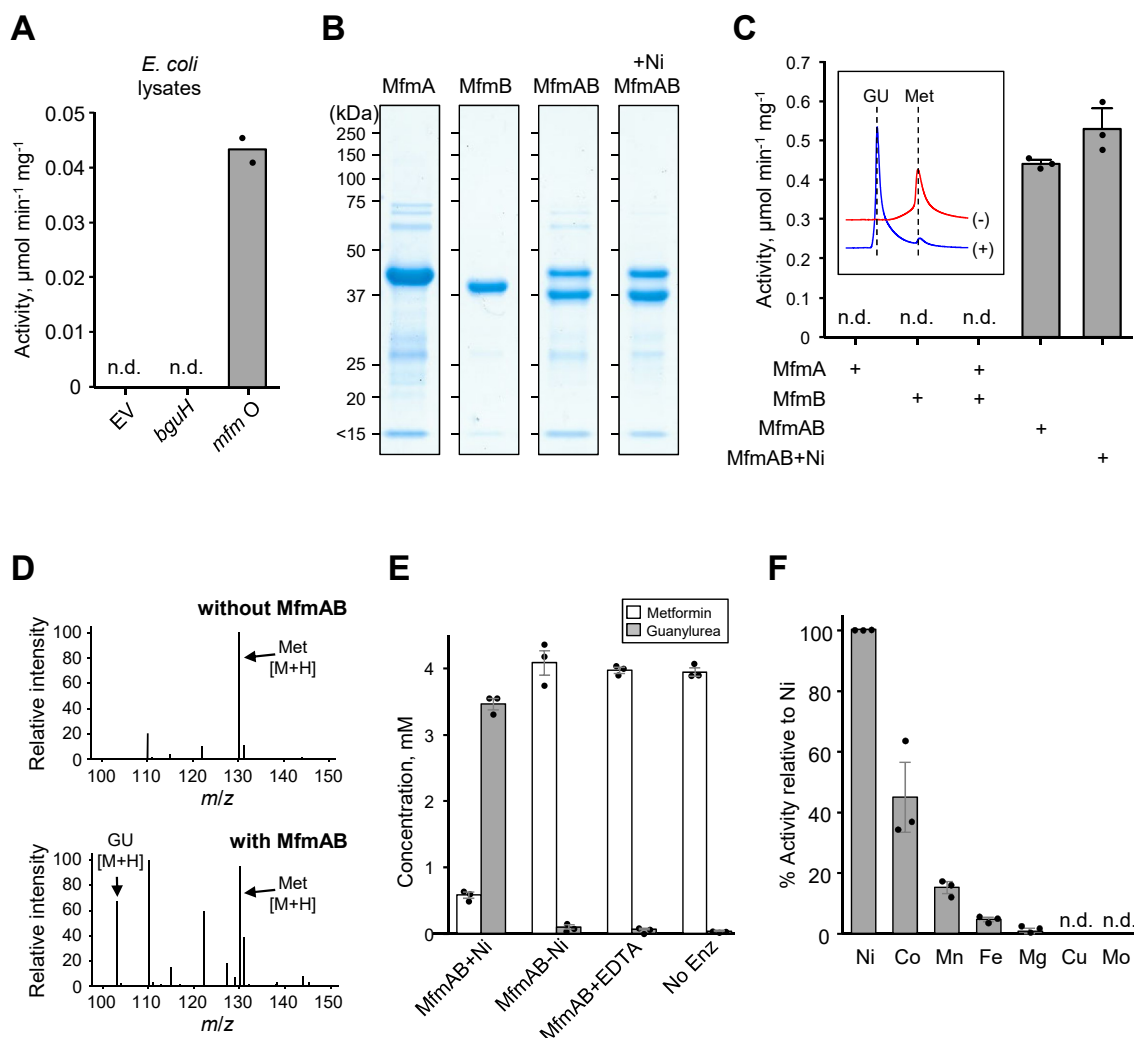 A
E. coli
lysates
Activity, µmol min⁻¹ mg⁻¹
0.05
0.04
0.03
0.02
0.01
0
n.d.
n.d.
EV
bguH
mfm O
B
+Ni
MfmA
MfmB
MfmAB
MfmAB
(kDa)
250
150
100
75
50
37
25
20
<15
C
Activity, µmol min⁻¹ mg⁻¹
0.7
0.6
0.5
0.4
0.3
0.2
0.1
0
GU
Met
(-)
(+)
n.d.
n.d.
n.d.
MfmA + +
MfmB + +
MfmAB +
MfmAB+Ni +
D
without MfmAB
Relative intensity
100
80
60
40
20
0
Met
[M+H]
100 110 120 130 140 150
m/z
with MfmAB
GU
[M+H]
Relative intensity
100
80
60
40
20
0
Met
[M+H]
100 110 120 130 140 150
m/z
E
Metformin
Guanylurea
Concentration, mM
4
3
2
1
0
MfmAB+Ni
MfmAB-Ni
MfmAB+EDTA
No Enz
F
% Activity relative to Ni
100
80
60
40
20
0
n.d.
n.d.
Ni Co Mn Fe Mg Cu Mo